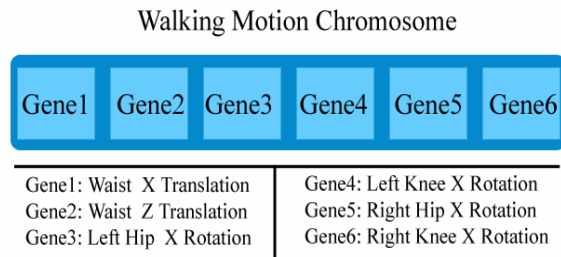 Walking Motion Chromosome
Gene1 Gene2 Gene3 Gene4 Gene5 Gene6
Gene1: Waist X Translation
Gene2: Waist Z Translation
Gene3: Left Hip X Rotation
Gene4: Left Knee X Rotation
Gene5: Right Hip X Rotation
Gene6: Right Knee X Rotation